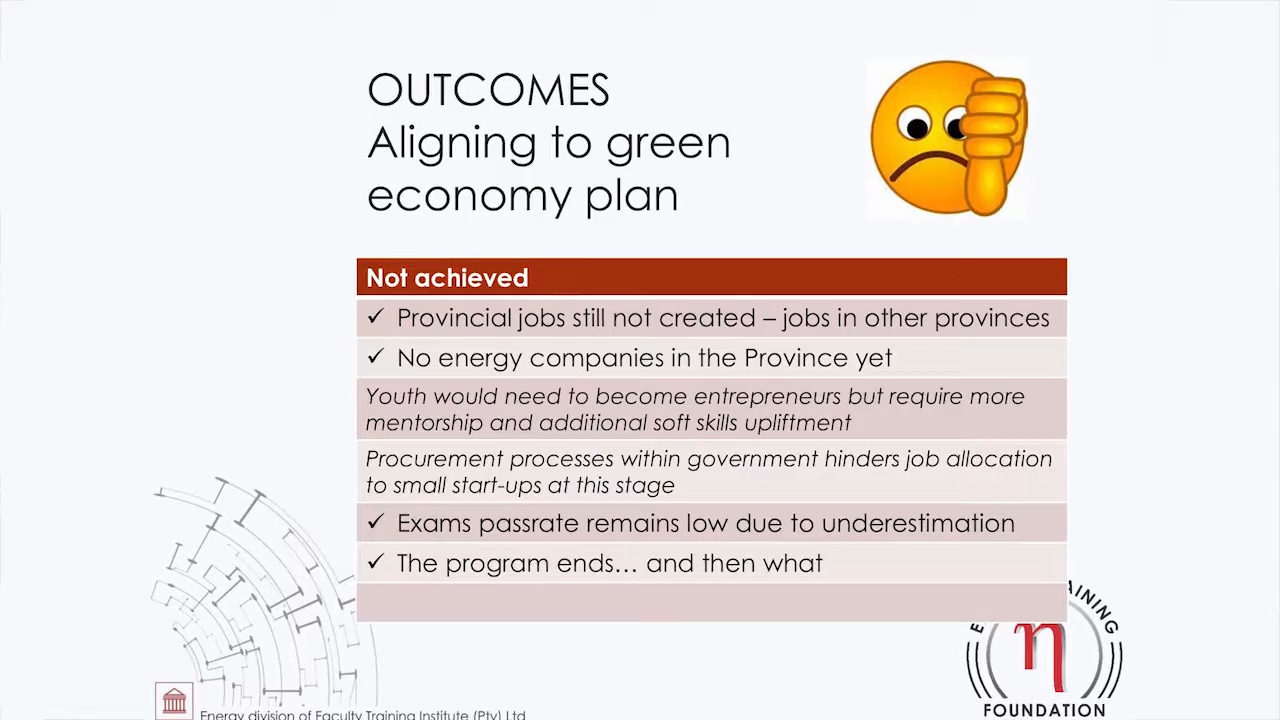 OUTCOMES
Aligning to green
economy plan
Not achieved
✓ Provincial jobs still not created – jobs in other provinces
✓ No energy companies in the Province yet
Youth would need to become entrepreneurs but require more
mentorship and additional soft skills upliftment
Procurement processes within government hinders job allocation
to small start-ups at this stage
✓ Exams passrate remains low due to underestimation
✓ The program ends... and then what
η
FOUNDATION
Energy division of Faculty Training Institute (Pty) Ltd